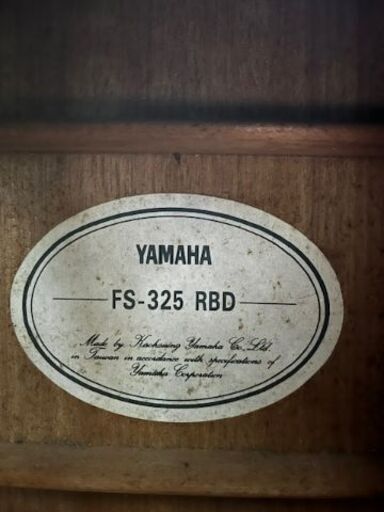 YAMAHA
FS-325 RBD
Made by Kaohsiung Yamaha Co., Ltd.
in Taiwan in accordance with specifications of
Yamaha Corporation